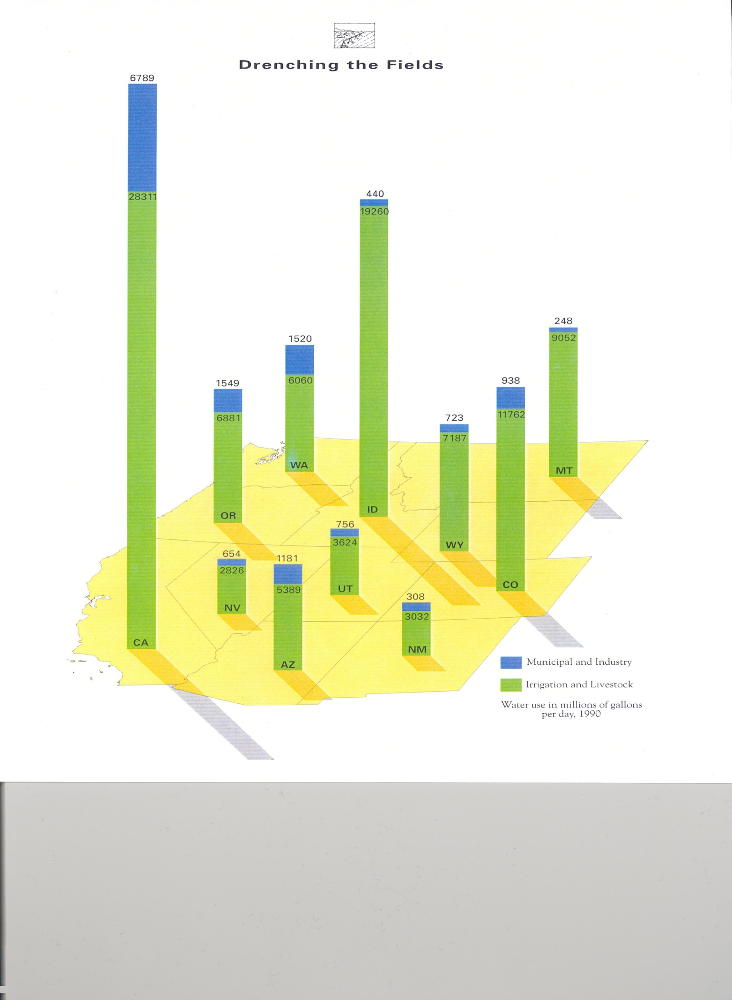 Drenching the Fields
6789
28311
CA
1549
6881
OR
1520
6060
WA
440
19260
ID
723
7187
WY
938
11762
CO
248
9052
MT
654
2826
NV
1181
5389
AZ
756
3624
UT
308
3032
NM
Municipal and Industry
Irrigation and Livestock
Water use in millions of gallons
per day, 1990